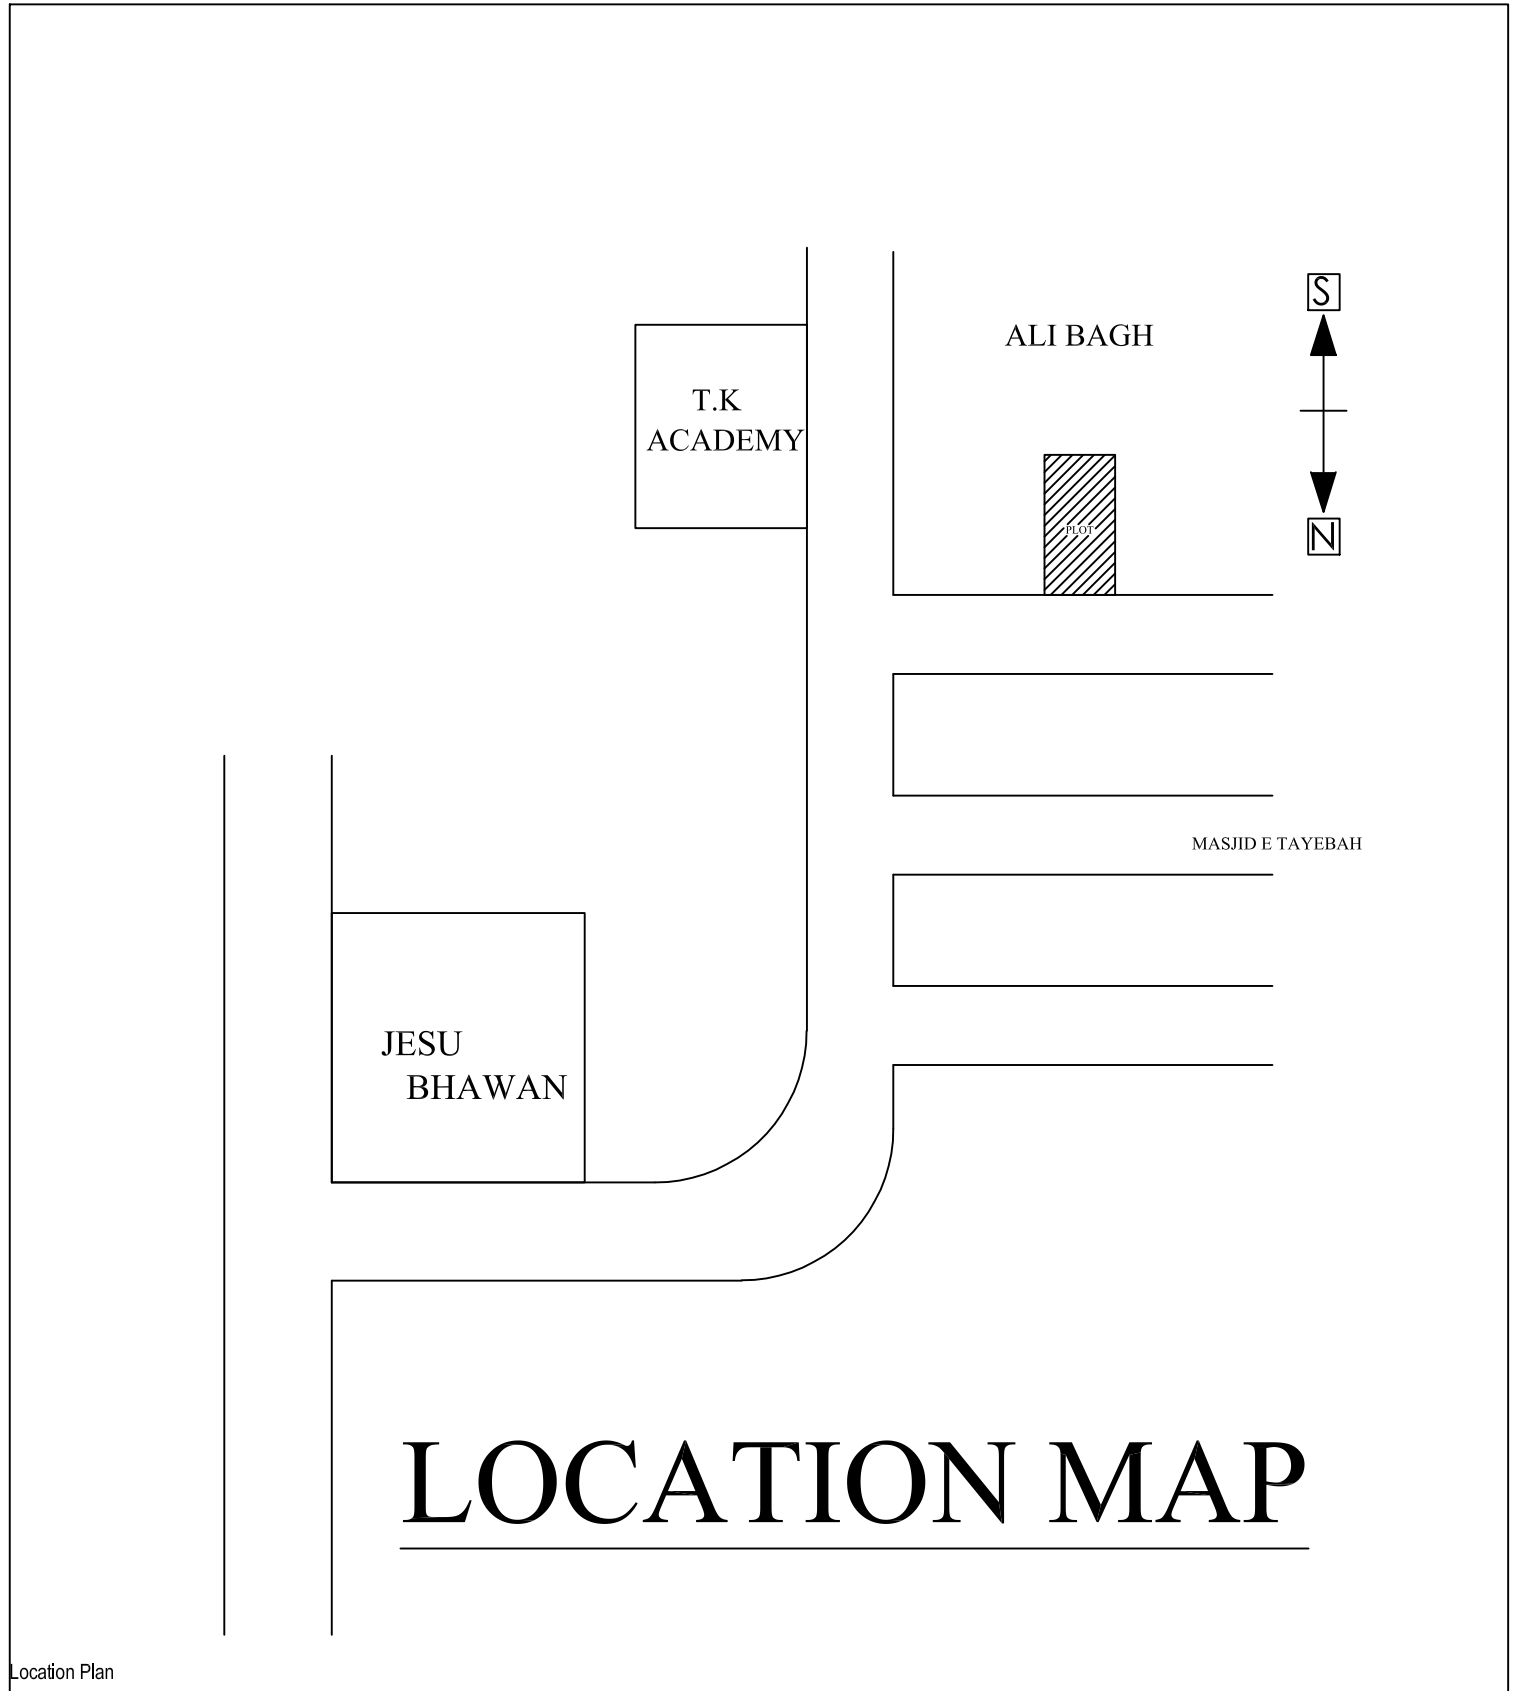 S
ALI BAGH
T.K
ACADEMY
PLOT
N
MASJID E TAYEBAH
JESU
BHAWAN
LOCATION MAP
Location Plan